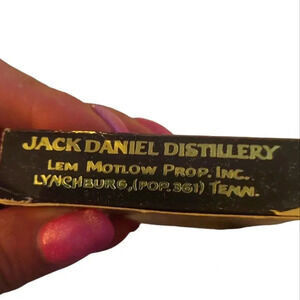 JACK DANIEL DISTILLERY
LEM MOTLOW PROP. INC.
LYNCHBURG, (POP. 361) TENN.